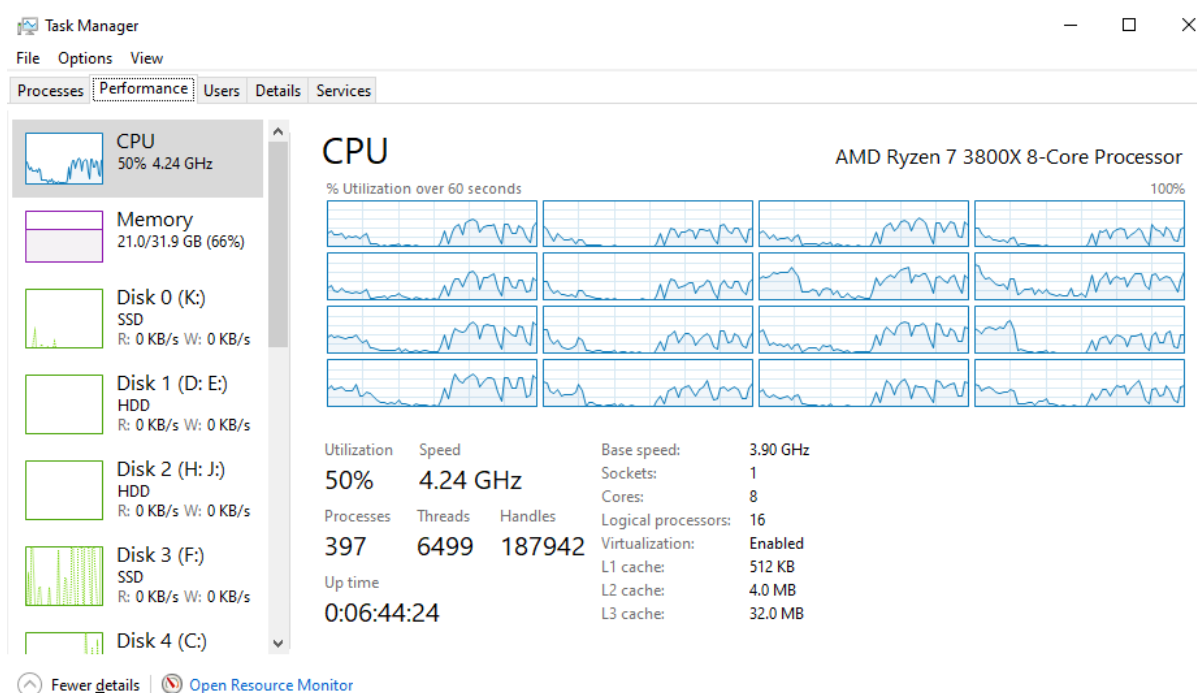 Task Manager
File Options View
Processes Performance Users Details Services
CPU
50% 4.24 GHz
Memory
21.0/31.9 GB (66%)
Disk 0 (K:)
SSD
R: 0 KB/s W: 0 KB/s
Disk 1 (D: E:)
HDD
R: 0 KB/s W: 0 KB/s
Disk 2 (H: J:)
HDD
R: 0 KB/s W: 0 KB/s
Disk 3 (F:)
SSD
R: 0 KB/s W: 0 KB/s
Disk 4 (C:)
CPU AMD Ryzen 7 3800X 8-Core Processor
% Utilization over 60 seconds 100%
Utilization Speed
50% 4.24 GHz
Processes Threads Handles
397 6499 187942
Up time
0:06:44:24
Base speed: 3.90 GHz
Sockets: 1
Cores: 8
Logical processors: 16
Virtualization: Enabled
L1 cache: 512 KB
L2 cache: 4.0 MB
L3 cache: 32.0 MB
Fewer details Open Resource Monitor